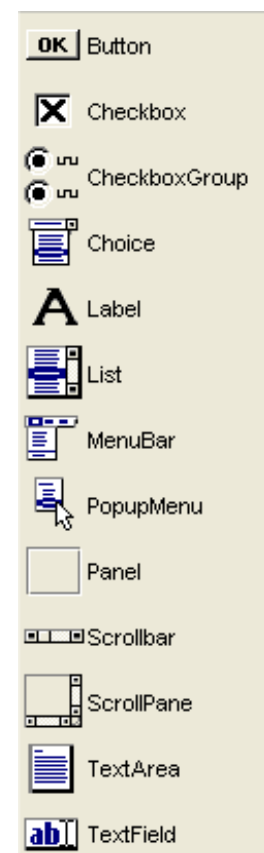 OK Button
Checkbox
CheckboxGroup
Choice
A Label
List
MenuBar
PopupMenu
Panel
Scrollbar
ScrollPane
TextArea
ab TextField